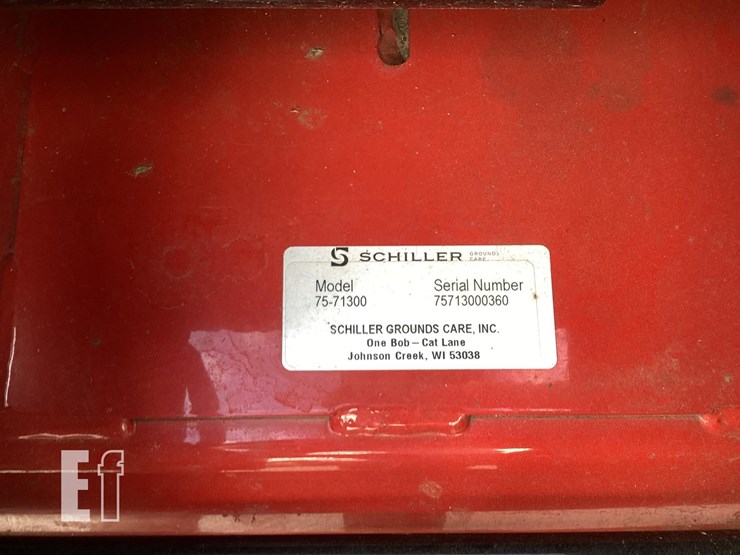 S SCHILLER GROUNDS CARE
Model Serial Number
75-71300 75713000360
SCHILLER GROUNDS CARE, INC.
One Bob – Cat Lane
Johnson Creek, WI 53038
Ef